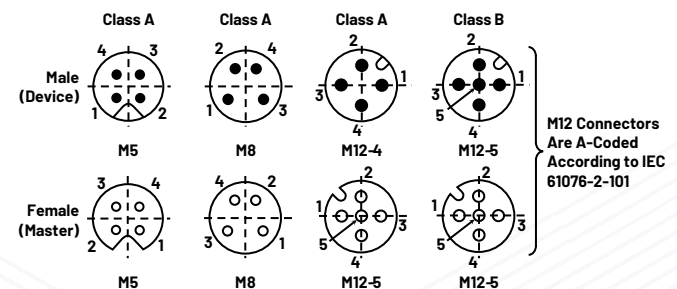 Class A Class A Class A Class B
Male
(Device)
4 3
1 2
2 4
1 3
2
1
3
4
2
1
3
5
4
M5 M8 M12-4 M12-5
M12 Connectors
Are A-Coded
According to IEC
61076-2-101
Female
(Master)
3 4
2 1
4 2
3 1
2
1
3
5
4
2
1
3
5
4
M5 M8 M12-5 M12-5